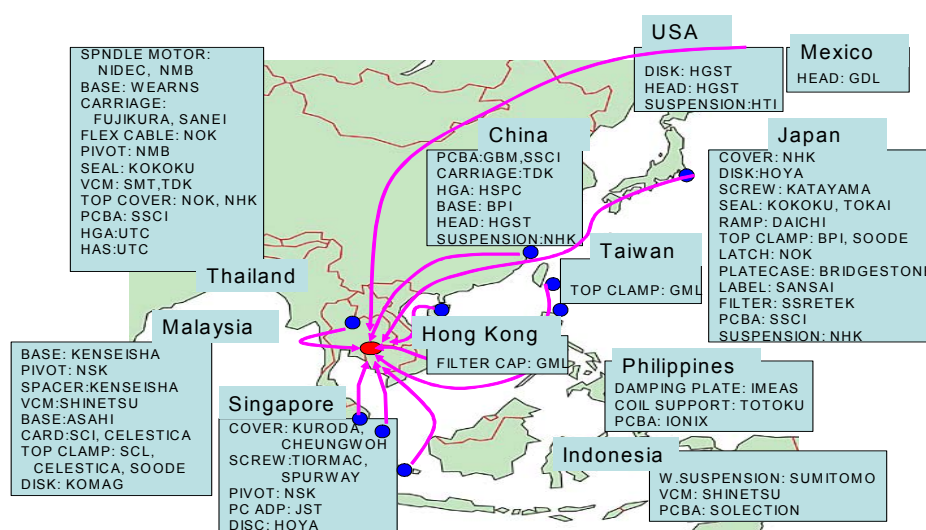 SPNDLE MOTOR:
NIDEC, NMB
BASE: WEARNS
CARRIAGE:
FUJIKURA, SANEI
FLEX CABLE: NOK
PIVOT: NMB
SEAL: KOKOKU
VCM: SMT,TDK
TOP COVER: NOK, NHK
PCBA: SSCI
HGA:UTC
HAS:UTC
Thailand
USA
DISK: HGST
HEAD: HGST
SUSPENSION:HTI
Mexico
HEAD: GDL
China
PCBA:GBM,SSCI
CARRIAGE:TDK
HGA: HSPC
BASE: BPI
HEAD: HGST
SUSPENSION:NHK
Japan
COVER: NHK
DISK:HOYA
SCREW: KATAYAMA
SEAL: KOKOKU, TOKAI
RAMP: DAICHI
TOP CLAMP: BPI, SOODE
LATCH: NOK
PLATECASE: BRIDGESTONE
LABEL: SANSAI
FILTER: SSRETEK
PCBA: SSCI
SUSPENSION: NHK
Taiwan
TOP CLAMP: GML
Hong Kong
FILTER CAP: GML
Malaysia
BASE: KENSEISHA
PIVOT: NSK
SPACER:KENSEISHA
VCM:SHINETSU
BASE:ASAHI
CARD:SCI, CELESTICA
TOP CLAMP: SCL,
CELESTICA, SOODE
DISK: KOMAG
Singapore
COVER: KURODA,
CHEUNGWOH
SCREW:TIORMAC,
SPURWAY
PIVOT: NSK
PC ADP: JST
DISC: HOYA
Philippines
DAMPING PLATE: IMEAS
COIL SUPPORT: TOTOKU
PCBA: IONIX
Indonesia
W.SUSPENSION: SUMITOMO
VCM: SHINETSU
PCBA: SOLECTION